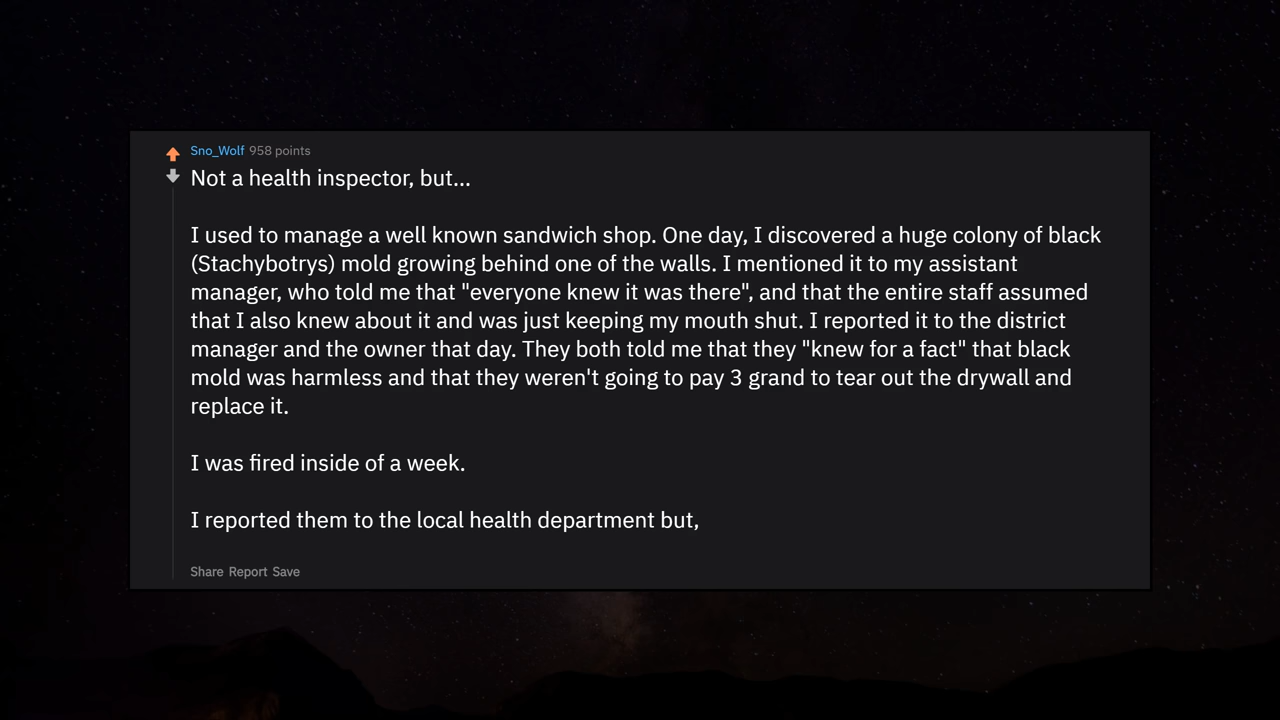 Sno_Wolf 958 points
Not a health inspector, but...
I used to manage a well known sandwich shop. One day, I discovered a huge colony of black
(Stachybotrys) mold growing behind one of the walls. I mentioned it to my assistant
manager, who told me that "everyone knew it was there", and that the entire staff assumed
that I also knew about it and was just keeping my mouth shut. I reported it to the district
manager and the owner that day. They both told me that they "knew for a fact" that black
mold was harmless and that they weren't going to pay 3 grand to tear out the drywall and
replace it.
I was fired inside of a week.
I reported them to the local health department but,
Share Report Save